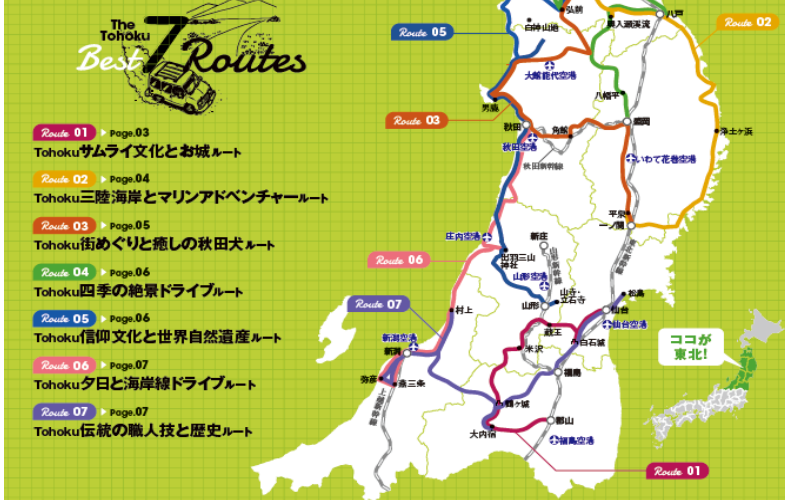 The
Tohoku
Best 7 Routes
Route 01 Page.03
Tohokuサムライ文化とお城ルート
Route 02 Page.04
Tohoku三陸海岸とマリンアドベンチャールート
Route 03 Page.05
Tohoku街めぐりと癒しの秋田犬ルート
Route 04 Page.06
Tohoku四季の絶景ドライブルート
Route 05 Page.06
Tohoku信仰文化と世界自然遺産ルート
Route 06 Page.07
Tohoku夕日と海岸線ドライブルート
Route 07 Page.07
Tohoku伝統の職人技と歴史ルート
弘前
八戸
Route 02
Route 05
白神山地
奥入瀬渓流
大館能代空港
男鹿
八幡平
Route 03
秋田
角館
盛岡
浄土ヶ浜
秋田空港
秋田新幹線
いわて花巻空港
平泉
一ノ関
庄内空港
新庄
出羽三山
神社
山形新幹線
Route 06
山形空港
山寺・
立石寺
松島
山形
仙台
Route 07
村上
蔵王
仙台空港
新潟空港
米沢
白石城
新潟
福島
弥彦
燕三条
上越新幹線
鶴ヶ城
郡山
大内宿
福島空港
Route 01
ココが
東北!